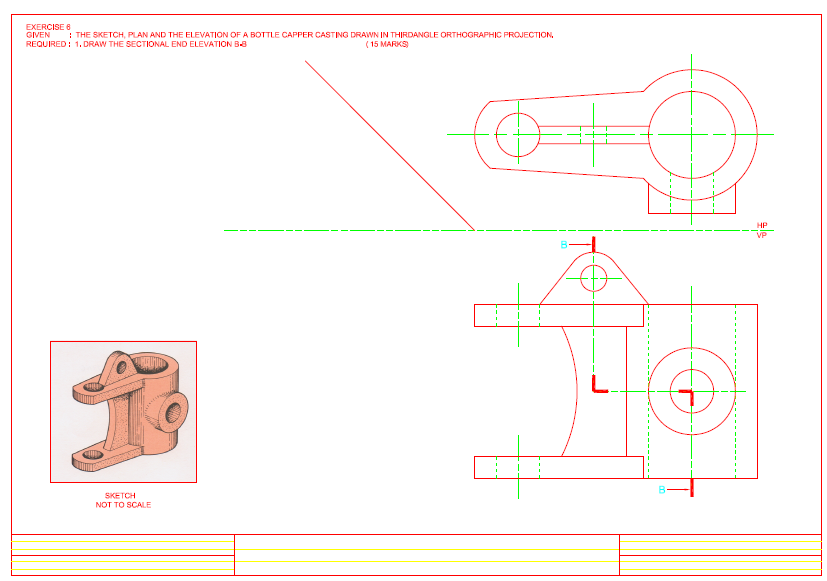 EXERCISE 6
GIVEN : THE SKETCH, PLAN AND THE ELEVATION OF A BOTTLE CAPPER CASTING DRAWN IN THIRDANGLE ORTHOGRAPHIC PROJECTION.
REQUIRED : 1, DRAW THE SECTIONAL END ELEVATION B-B ( 15 MARKS)
HP
VP
B
B
SKETCH
NOT TO SCALE